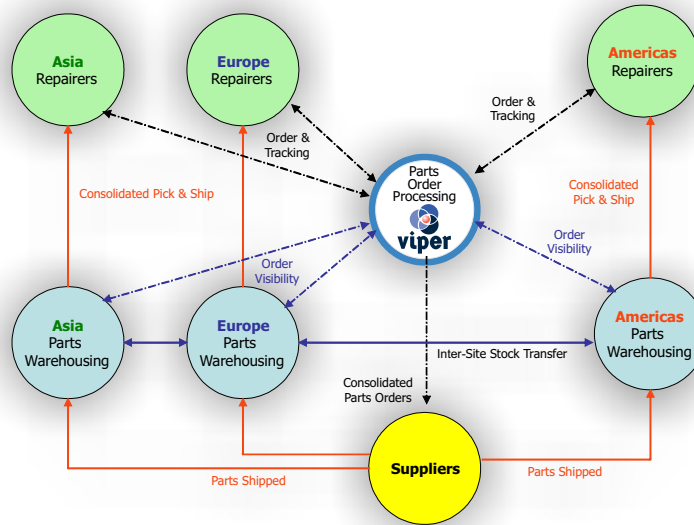 Asia
Repairers
Europe
Repairers
Americas
Repairers
Order &
Tracking
Order &
Tracking
Parts
Order
Processing
viper
Consolidated Pick & Ship
Consolidated
Pick & Ship
Order
Visibility
Order
Visibility
Asia
Parts
Warehousing
Europe
Parts
Warehousing
Americas
Parts
Warehousing
Inter-Site Stock Transfer
Consolidated
Parts Orders
Suppliers
Parts Shipped
Parts Shipped